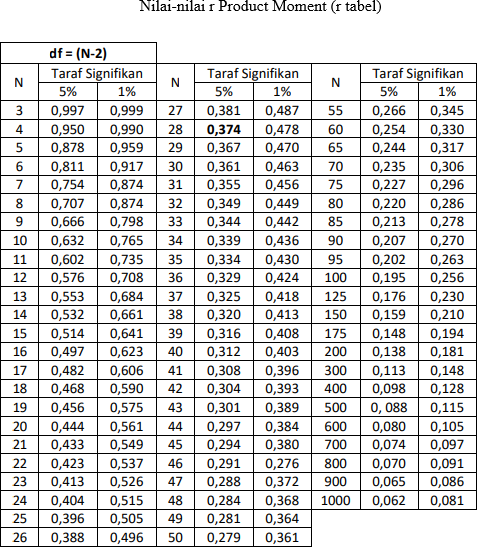 Nilai-nilai r Product Moment (r tabel)
df = (N-2)
N Taraf Signifikan N Taraf Signifikan N Taraf Signifikan
5% 1% 5% 1% 5% 1%
3 0,997 0,999 27 0,381 0,487 55 0,266 0,345
4 0,950 0,990 28 0,374 0,478 60 0,254 0,330
5 0,878 0,959 29 0,367 0,470 65 0,244 0,317
6 0,811 0,917 30 0,361 0,463 70 0,235 0,306
7 0,754 0,874 31 0,355 0,456 75 0,227 0,296
8 0,707 0,874 32 0,349 0,449 80 0,220 0,286
9 0,666 0,798 33 0,344 0,442 85 0,213 0,278
10 0,632 0,765 34 0,339 0,436 90 0,207 0,270
11 0,602 0,735 35 0,334 0,430 95 0,202 0,263
12 0,576 0,708 36 0,329 0,424 100 0,195 0,256
13 0,553 0,684 37 0,325 0,418 125 0,176 0,230
14 0,532 0,661 38 0,320 0,413 150 0,159 0,210
15 0,514 0,641 39 0,316 0,408 175 0,148 0,194
16 0,497 0,623 40 0,312 0,403 200 0,138 0,181
17 0,482 0,606 41 0,308 0,396 300 0,113 0,148
18 0,468 0,590 42 0,304 0,393 400 0,098 0,128
19 0,456 0,575 43 0,301 0,389 500 0, 088 0,115
20 0,444 0,561 44 0,297 0,384 600 0,080 0,105
21 0,433 0,549 45 0,294 0,380 700 0,074 0,097
22 0,423 0,537 46 0,291 0,276 800 0,070 0,091
23 0,413 0,526 47 0,288 0,372 900 0,065 0,086
24 0,404 0,515 48 0,284 0,368 1000 0,062 0,081
25 0,396 0,505 49 0,281 0,364
26 0,388 0,496 50 0,279 0,361